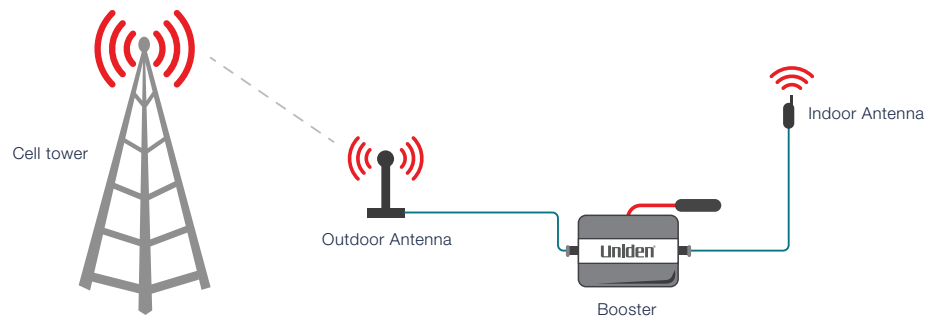 Cell tower
Outdoor Antenna
Uniden
Booster
Indoor Antenna